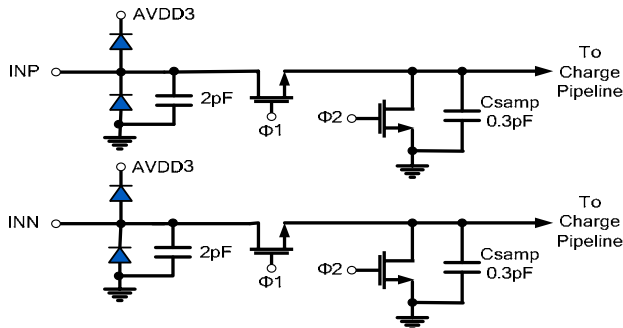 AVDD3
INP
2pF
Φ1
Φ2
Csamp
0.3pF
To
Charge
Pipeline
AVDD3
INN
2pF
Φ1
Φ2
Csamp
0.3pF
To
Charge
Pipeline